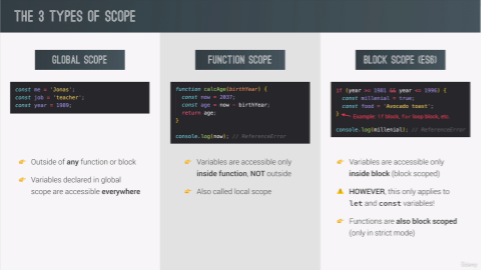 THE 3 TYPES OF SCOPE
GLOBAL SCOPE
const me = 'Jonas';
const job = 'teacher';
const year = 1989;
Outside of any function or block
Variables declared in global
scope are accessible everywhere
FUNCTION SCOPE
function calcAge(birthYear) {
const now = 2037;
const age = now - birthYear;
return age;
}
console.log(now); // ReferenceError
Variables are accessible only
inside function, NOT outside
Also called local scope
BLOCK SCOPE (ES6)
if (year >= 1981 && year <= 1996) {
const millenial = true;
const food = 'Avocado toast';
} Example: if block, for loop block, etc.
console.log(millenial); // ReferenceError
Variables are accessible only
inside block (block scoped)
HOWEVER, this only applies to
let and const variables!
Functions are also block scoped
(only in strict mode)
Udemy